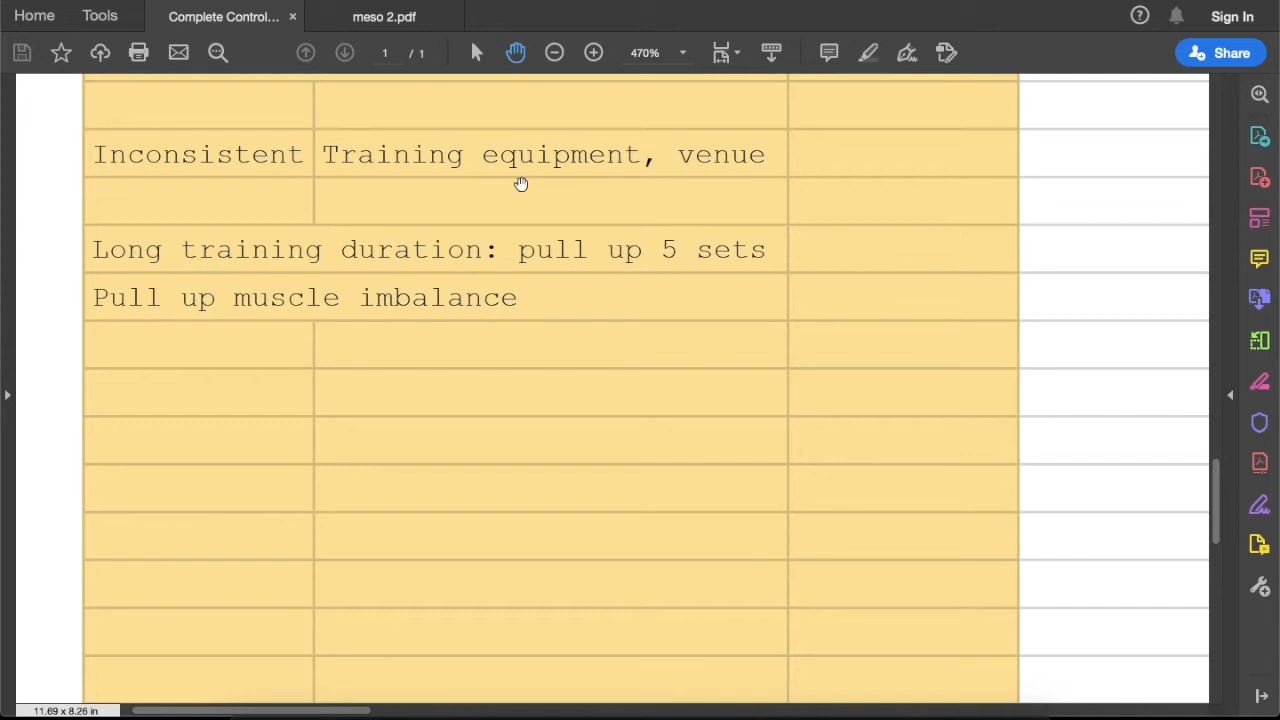 Home
Tools
Complete Control...
meso 2.pdf
Sign In
1 / 1
470%
Share
Inconsistent Training equipment, venue
Long training duration: pull up 5 sets
Pull up muscle imbalance
11.69 x 8.26 in